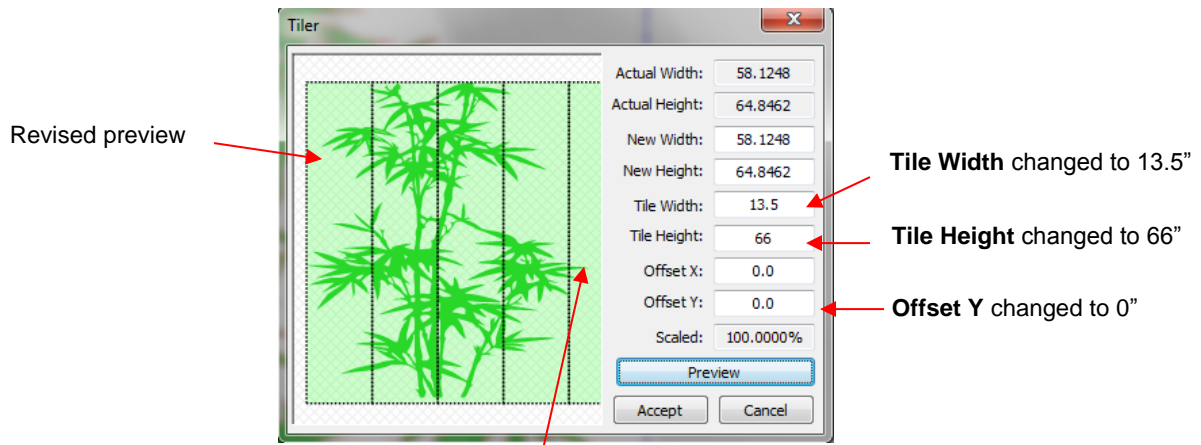 Tiler
Actual Width: 58.1248
Actual Height: 64.8462
New Width: 58.1248
New Height: 64.8462
Tile Width: 13.5
Tile Height: 66
Offset X: 0.0
Offset Y: 0.0
Scaled: 100.0000%
Preview
Accept Cancel
Revised preview
Tile Width changed to 13.5”
Tile Height changed to 66”
Offset Y changed to 0”